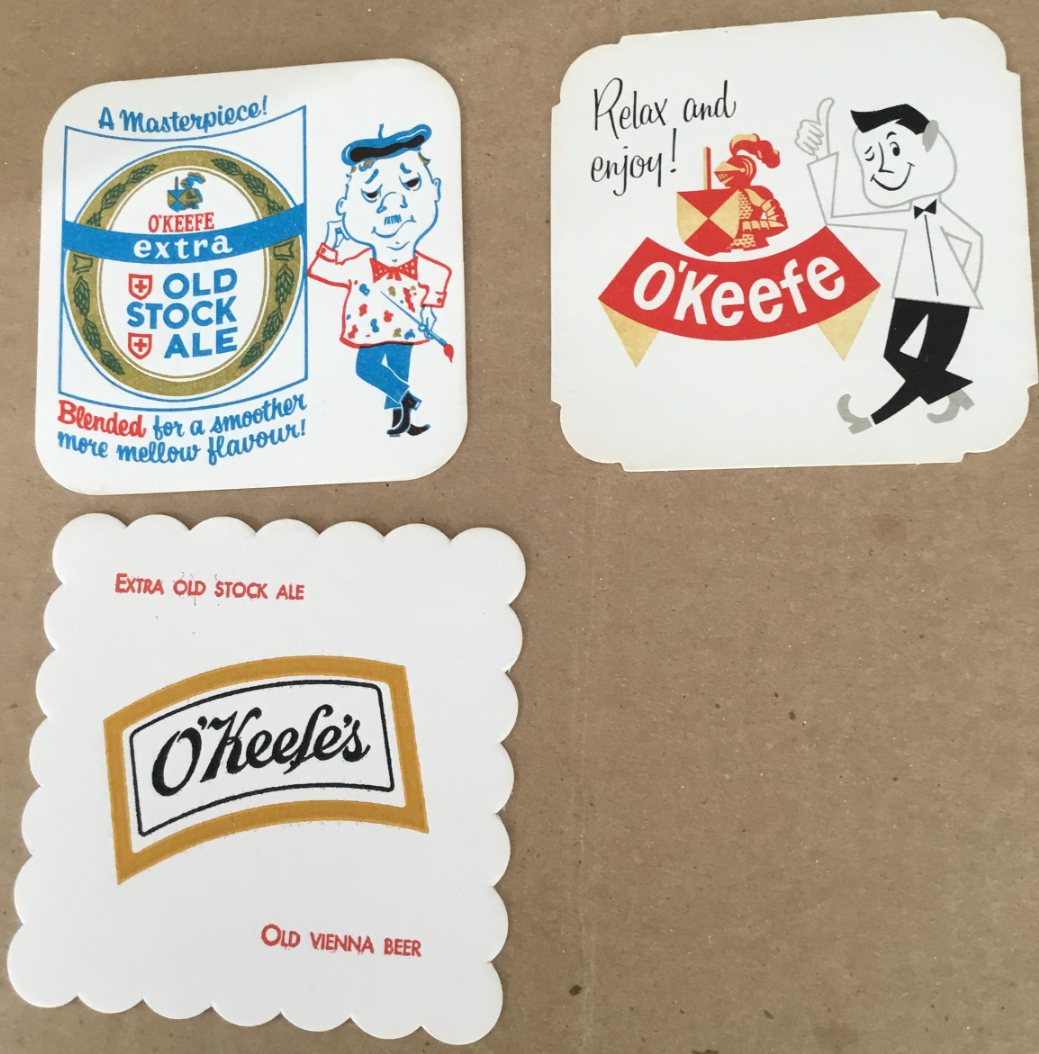 A Masterpiece!
O'KEEFE
extra
OLD
STOCK
ALE
Blended for a smoother
more mellow flavour!
Relax and
enjoy!
O'Keefe
EXTRA OLD STOCK ALE
O'Keefe's
OLD VIENNA BEER